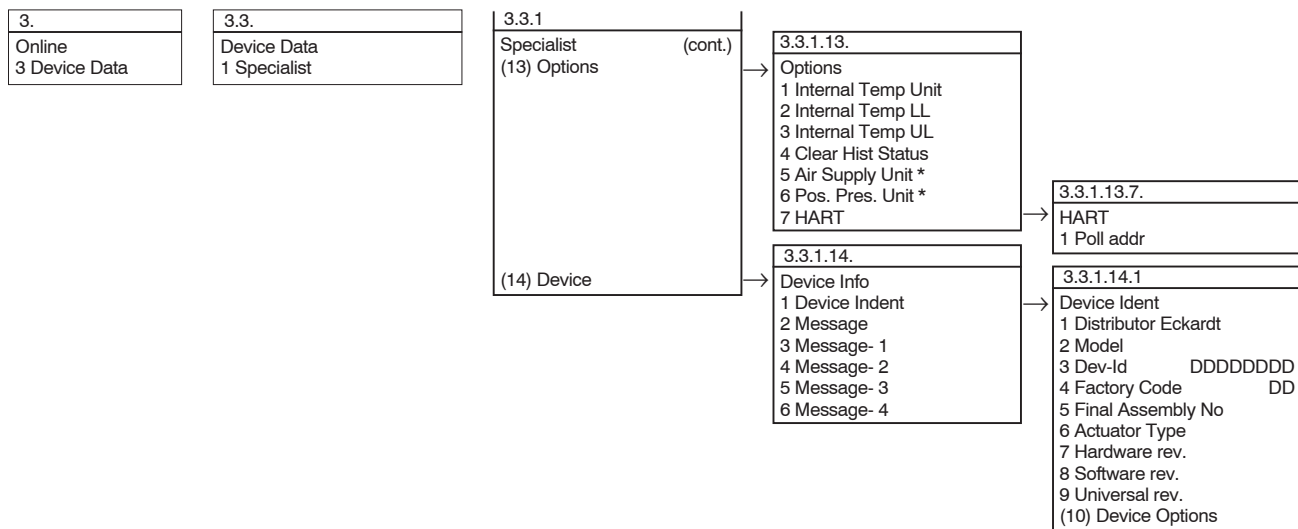 3.
Online
3 Device Data
3.3.
Device Data
1 Specialist
3.3.1
Specialist (cont.)
(13) Options
(14) Device
3.3.1.13.
Options
1 Internal Temp Unit
2 Internal Temp LL
3 Internal Temp UL
4 Clear Hist Status
5 Air Supply Unit *
6 Pos. Pres. Unit *
7 HART
3.3.1.13.7.
HART
1 Poll addr
3.3.1.14.
Device Info
1 Device Indent
2 Message
3 Message- 1
4 Message- 2
5 Message- 3
6 Message- 4
3.3.1.14.1
Device Ident
1 Distributor Eckardt
2 Model
3 Dev-Id DDDDDDDD
4 Factory Code DD
5 Final Assembly No
6 Actuator Type
7 Hardware rev.
8 Software rev.
9 Universal rev.
(10) Device Options